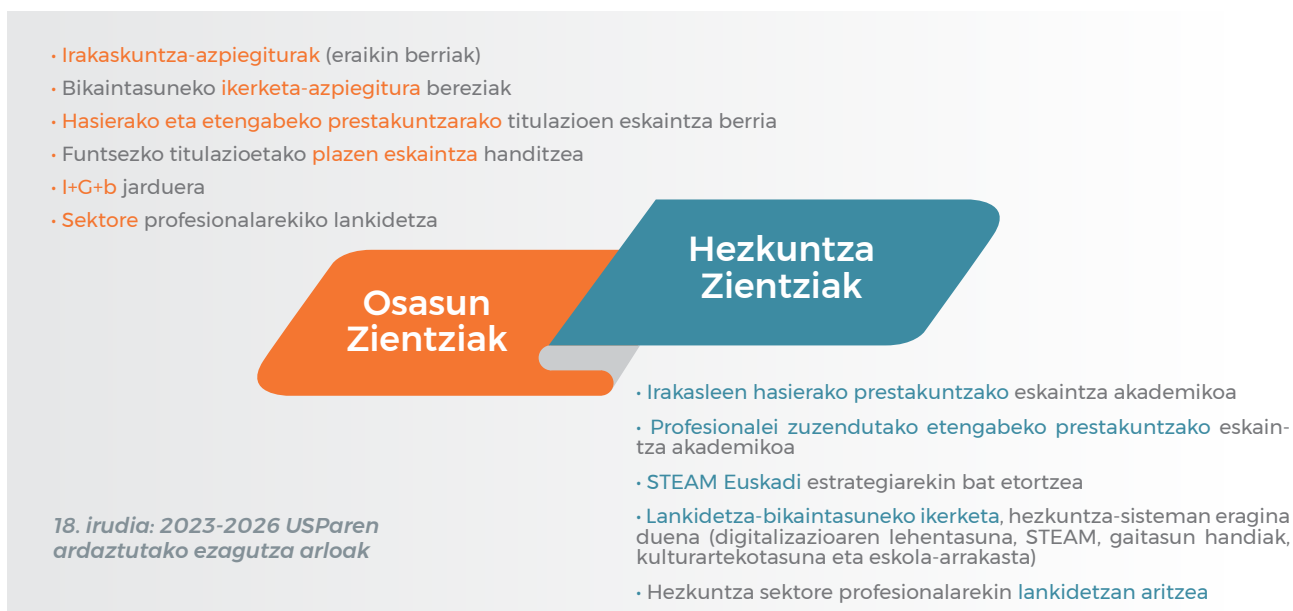 • Irakaskuntza-azpiegiturak (eraikin berriak)
• Bikaintasuneko ikerketa-azpiegitura bereziak
• Hasierako eta etengabeko prestakuntzarako titulazioen eskaintza berria
• Funtsezko titulazioetako plazen eskaintza handitzea
• I+G+b jarduera
• Sektore profesionalarekiko lankidetza
Hezkuntza
Zientziak
Osasun
Zientziak
• Irakasleen hasierako prestakuntzako eskaintza akademikoa
• Profesionalei zuzendutako etengabeko prestakuntzako eskain-
tza akademikoa
• STEAM Euskadi estrategiarekin bat etortzea
• Lankidetza-bikaintasuneko ikerketa, hezkuntza-sisteman eragina
duena (digitalizazioaren lehentasuna, STEAM, gaitasun handiak,
kulturartekotasuna eta eskola-arrakasta)
• Hezkuntza sektore profesionalarekin lankidetzan aritzea
18. irudia: 2023-2026 USParen
ardaztutako ezagutza arloak